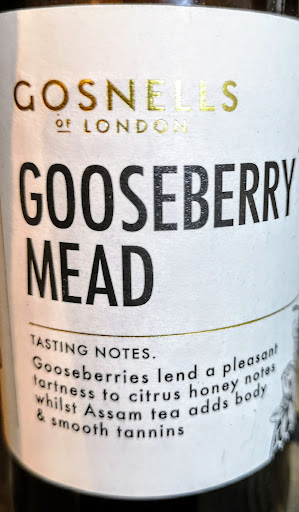 GOSNELLS
OF LONDON
GOOSEBERRY
MEAD
TASTING NOTES.
Gooseberries lend a pleasant
tartness to citrus honey notes
whilst Assam tea adds body
& smooth tannins